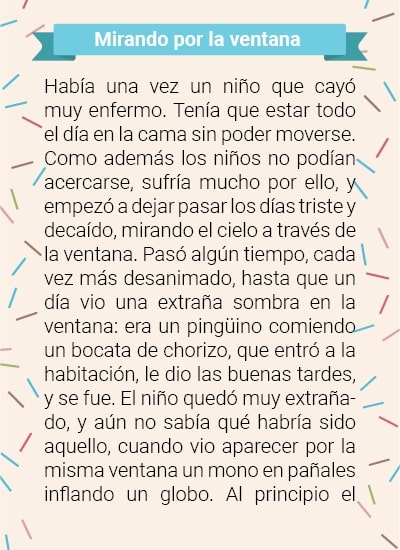 Mirando por la ventana
Había una vez un niño que cayó
muy enfermo. Tenía que estar todo
el día en la cama sin poder moverse.
Como además los niños no podían
acercarse, sufría mucho por ello, y
empezó a dejar pasar los días triste y
decaído, mirando el cielo a través de
la ventana. Pasó algún tiempo, cada
vez más desanimado, hasta que un
día vio una extraña sombra en la
ventana: era un pingüino comiendo
un bocata de chorizo, que entró a la
habitación, le dio las buenas tardes,
y se fue. El niño quedó muy extraña-
do, y aún no sabía qué habría sido
aquello, cuando vio aparecer por la
misma ventana un mono en pañales
inflando un globo. Al principio el